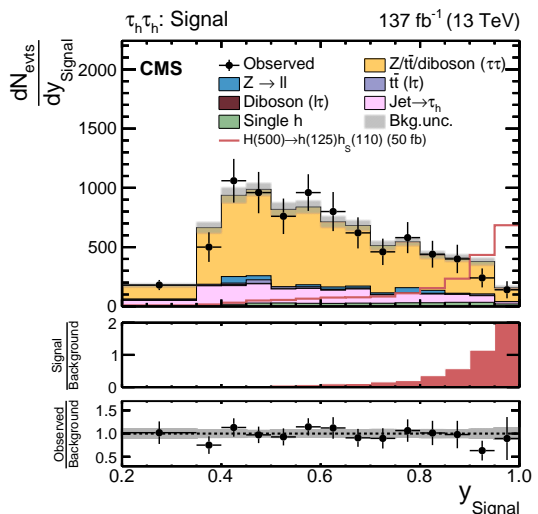 τhτh: Signal 137 fb-1 (13 TeV)
dNevts
dySignal
CMS
Observed
Z/tt̄/diboson (ττ)
Z → ll
tt̄ (lτ)
Diboson (lτ)
Jet→τh
Single h
Bkg.unc.
H(500)→h(125)hS(110) (50 fb)
2000
1500
1000
500
0
Signal
Background
2
1
0
Observed
Background
1.5
1.0
0.5
0.2 0.4 0.6 0.8 1.0
ySignal